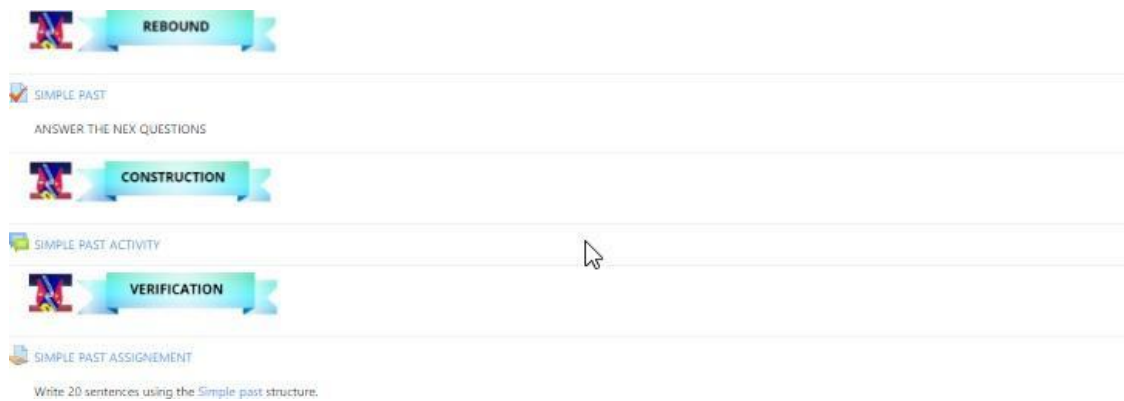 REBOUND
SIMPLE PAST
ANSWER THE NEX QUESTIONS
CONSTRUCTION
SIMPLE PAST ACTIVITY
VERIFICATION
SIMPLE PAST ASSIGNEMENT
Write 20 sentences using the Simple past structure.